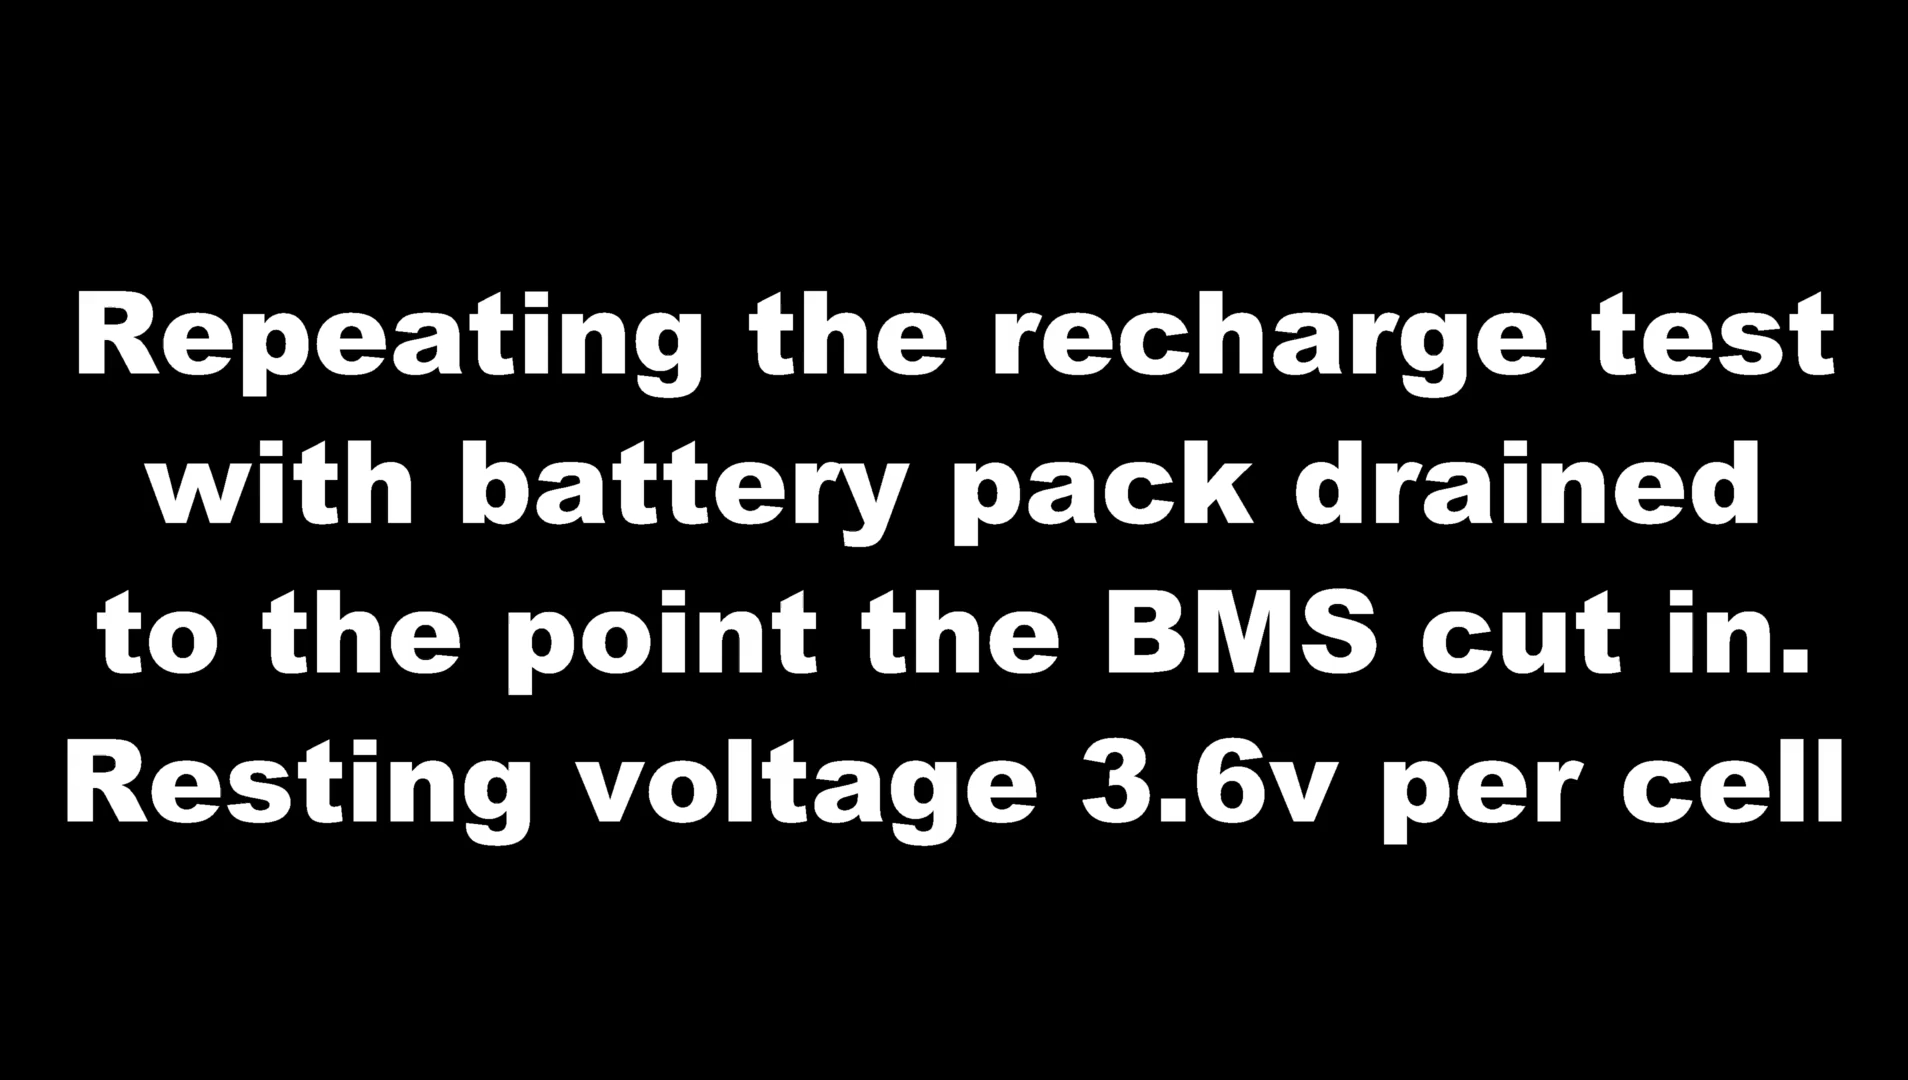 Repeating the recharge test
with battery pack drained
to the point the BMS cut in.
Resting voltage 3.6v per cell